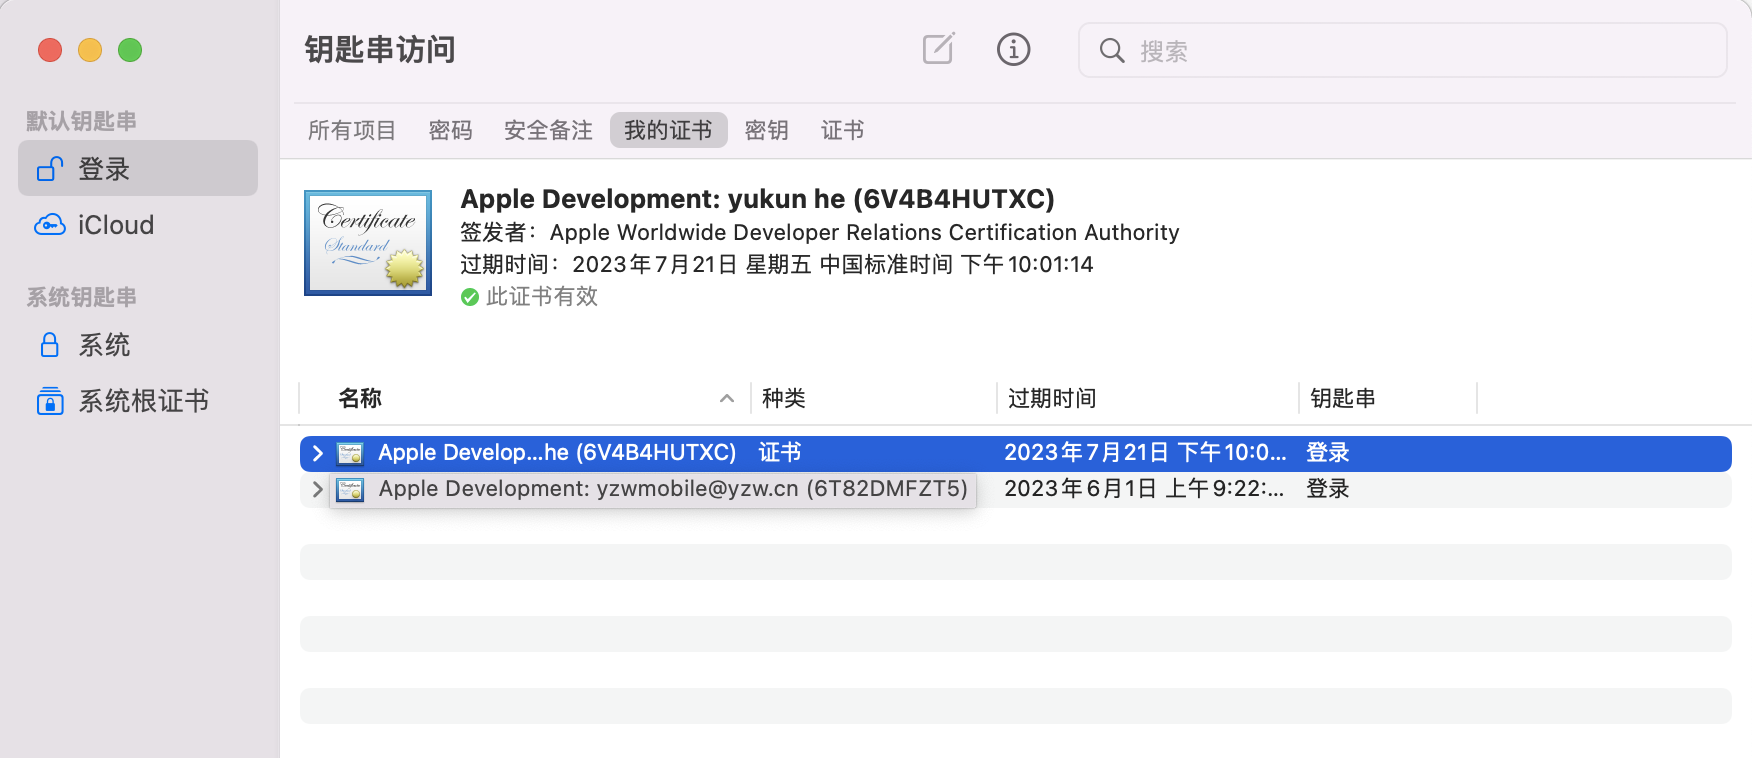 钥匙串访问
搜索
默认钥匙串
登录
iCloud
系统钥匙串
系统
系统根证书
所有项目 密码 安全备注 我的证书 密钥 证书
Certificate
Standard
Apple Development: yukun he (6V4B4HUTXC)
签发者：Apple Worldwide Developer Relations Certification Authority
过期时间：2023年7月21日 星期五 中国标准时间 下午10:01:14
此证书有效
名称 种类 过期时间 钥匙串
Apple Develop...he (6V4B4HUTXC) 证书 2023年7月21日 下午10:0... 登录
Apple Development: yzwmobile@yzw.cn (6T82DMFZT5) 2023年6月1日 上午9:22:... 登录